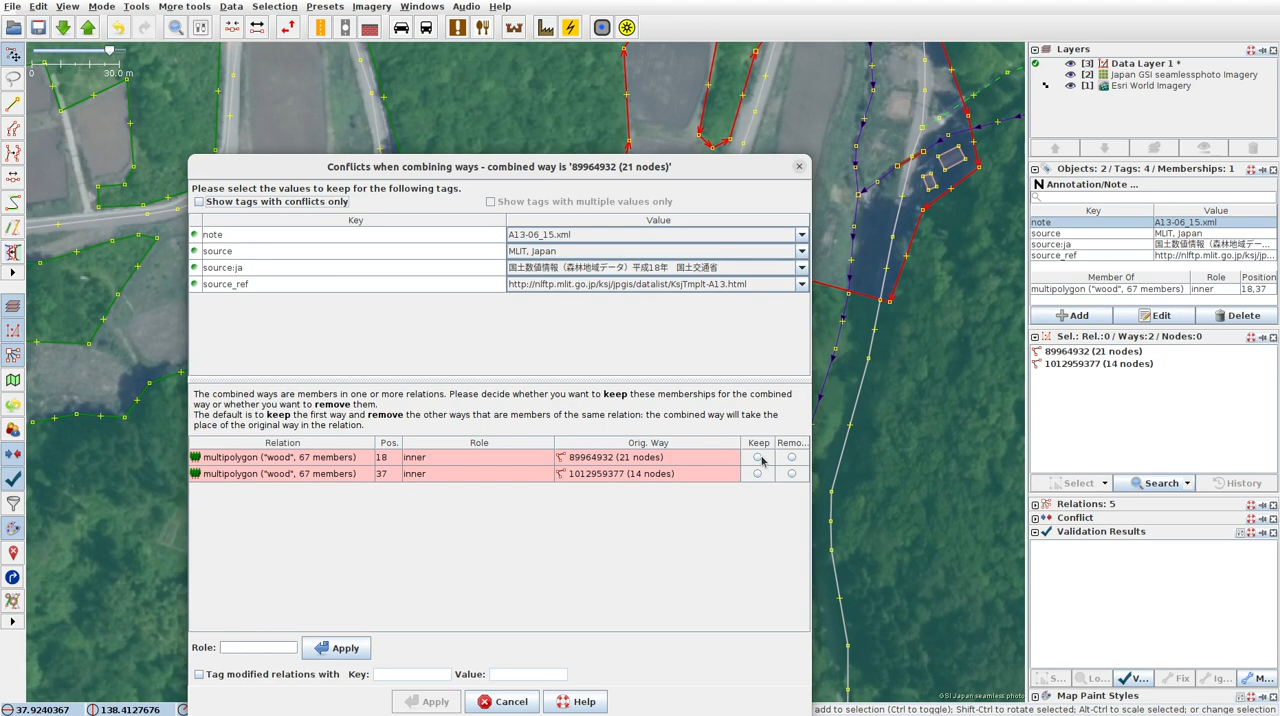 File Edit View Mode Tools More tools Data Selection Presets Imagery Windows Audio Help
0 30.0 m
Conflicts when combining ways - combined way is '89964932 (21 nodes)'
Please select the values to keep for the following tags.
Show tags with conflicts only Show tags with multiple values only
Key Value
note A13-06_15.xml
source MLIT, Japan
source:ja 国土数値情報（森林地域データ）平成18年 国土交通省
source_ref http://nlftp.mlit.go.jp/ksj/jpgis/datalist/KsjTmplt-A13.html
The combined ways are members in one or more relations. Please decide whether you want to keep these memberships for the combined
way or whether you want to remove them.
The default is to keep the first way and remove the other ways that are members of the same relation: the combined way will take the
place of the original way in the relation.
Relation Pos. Role Orig. Way Keep Remo...
multipolygon ("wood", 67 members) 18 inner 89964932 (21 nodes)
multipolygon ("wood", 67 members) 37 inner 1012959377 (14 nodes)
Role: Apply
Tag modified relations with Key: Value:
Apply Cancel Help
Layers
[3] Data Layer 1 *
[2] Japan GSI seamlessphoto Imagery
[1] Esri World Imagery
Objects: 2 / Tags: 4 / Memberships: 1
N Annotation/Note ...
Key Value
note A13-06_15.xml
source MLIT, Japan
source:ja 国土数値情報（森林地域デー...
source_ref http://nlftp.mlit.go.jp/ksj/jp...
Member Of Role Position
multipolygon ("wood", 67 members) inner 18,37
Add Edit Delete
Sel.: Rel.:0 / Ways:2 / Nodes:0
89964932 (21 nodes)
1012959377 (14 nodes)
Select Search History
Relations: 5
Conflict
Validation Results
S... Lo... V... Fix Ig... M...
Map Paint Styles
GSI Japan seamless photo
37.9240367 138.4127676 add to selection (Ctrl to toggle); Shift-Ctrl to rotate selected; Alt-Ctrl to scale selected; or change selection